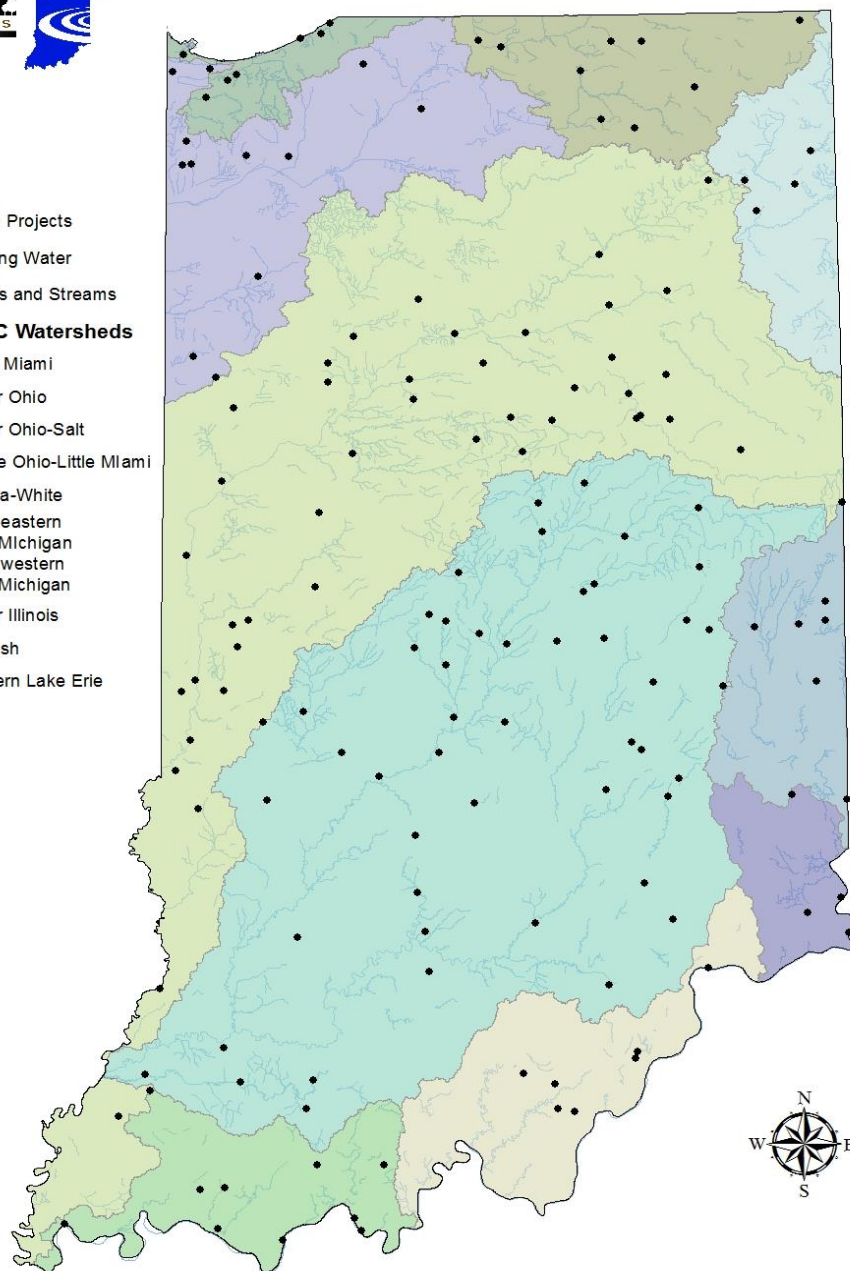 S
Projects
ng Water
s and Streams
C Watersheds
Miami
r Ohio
r Ohio-Salt
e Ohio-Little MIami
a-White
eastern
MIchigan
western
Michigan
r Illinois
sh
ern Lake Erie
N
W
E
S